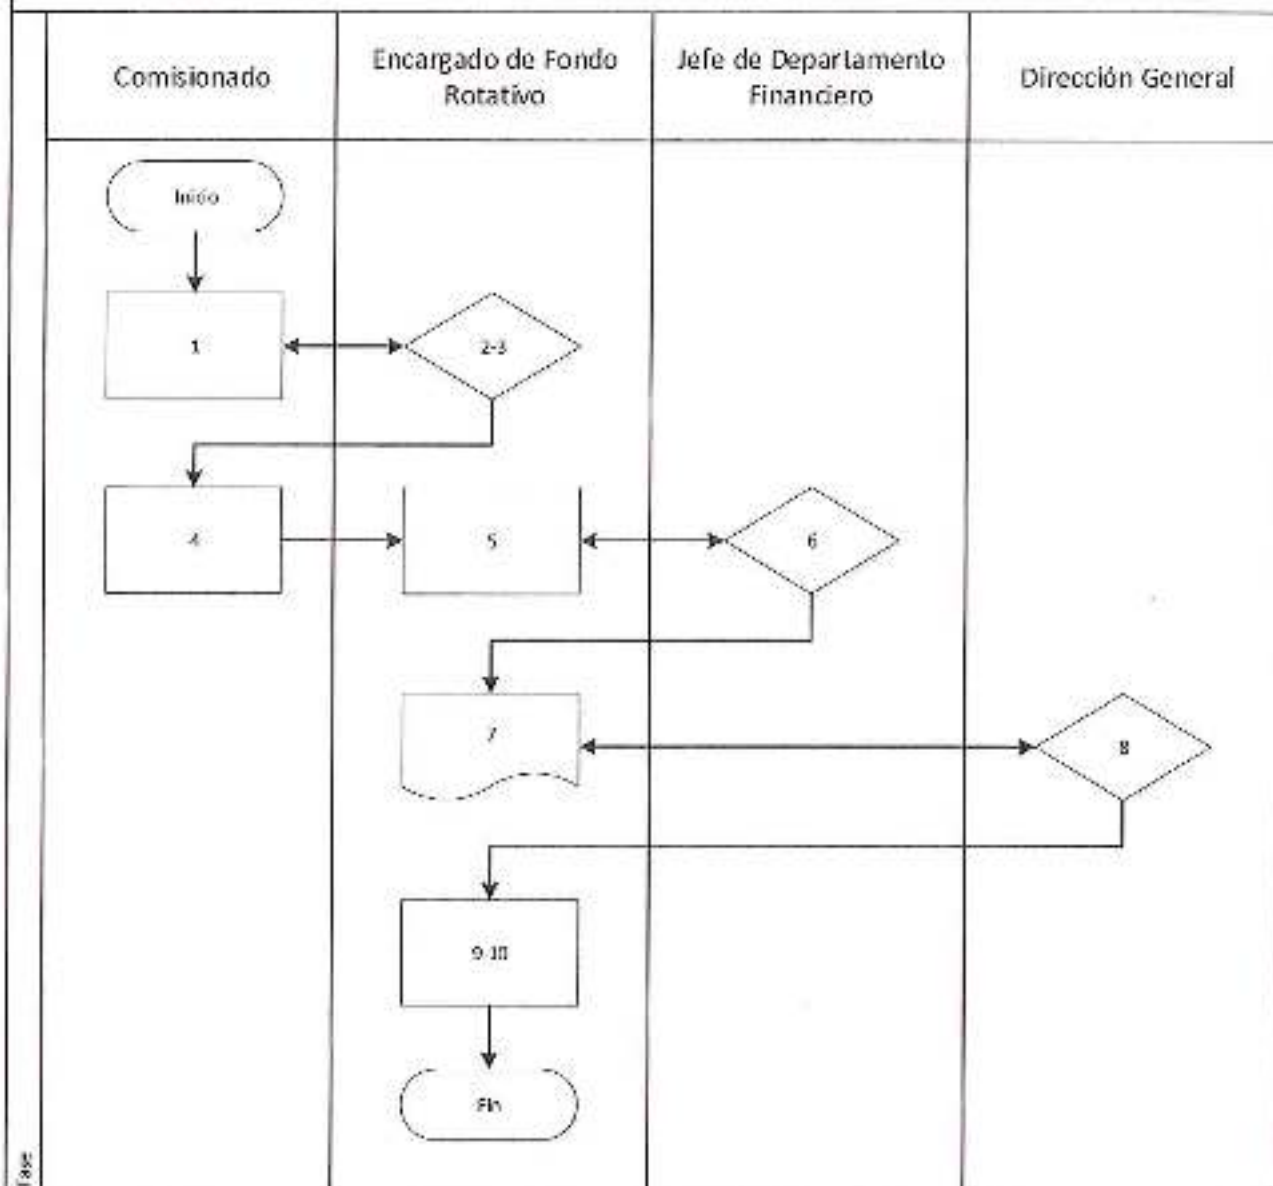 Comisionado
Encargado de Fondo
Rotativo
Jefe de Departamento
Financiero
Dirección General
Inicio
1
2-3
4
5
6
7
8
9-10
Fin
Fase